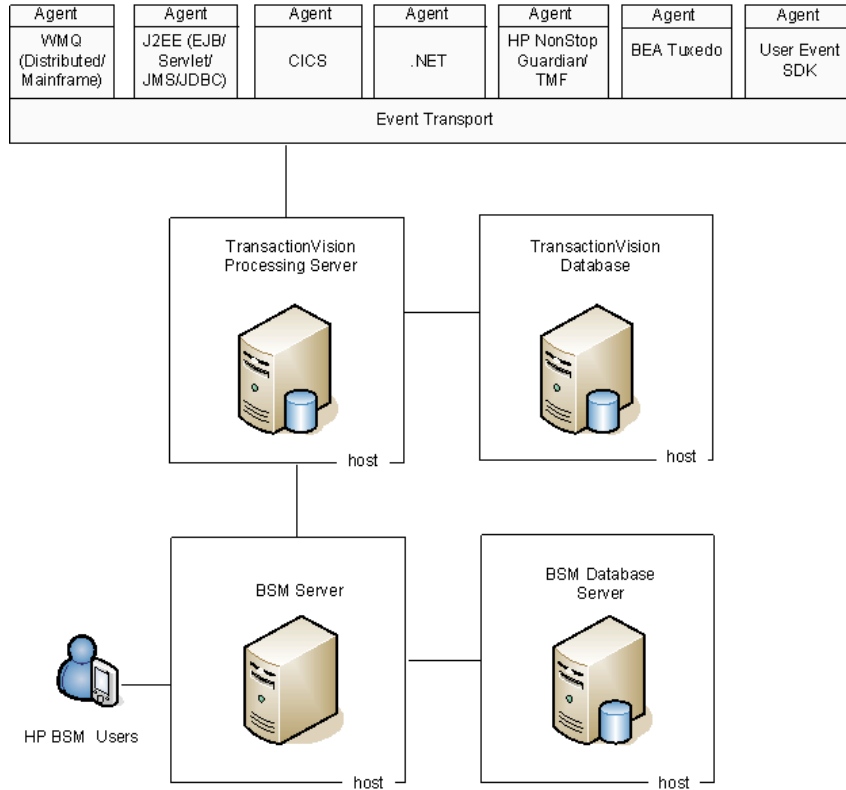 Agent
WMQ
(Distributed/
Mainframe)
Agent
J2EE (EJB/
Servlet/
JMS/JDBC)
Agent
CICS
Agent
.NET
Agent
HP NonStop
Guardian/
TMF
Agent
BEA Tuxedo
Agent
User Event
SDK
Event Transport
TransactionVision
Processing Server
host
TransactionVision
Database
host
BSM Server
host
BSM Database
Server
host
HP BSM Users